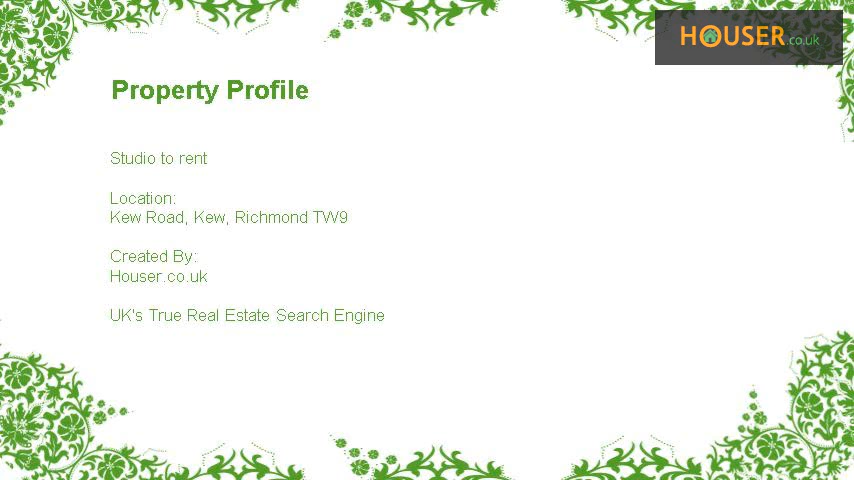 HOUSER.co.uk
Property Profile
Studio to rent
Location:
Kew Road, Kew, Richmond TW9
Created By:
Houser.co.uk
UK's True Real Estate Search Engine